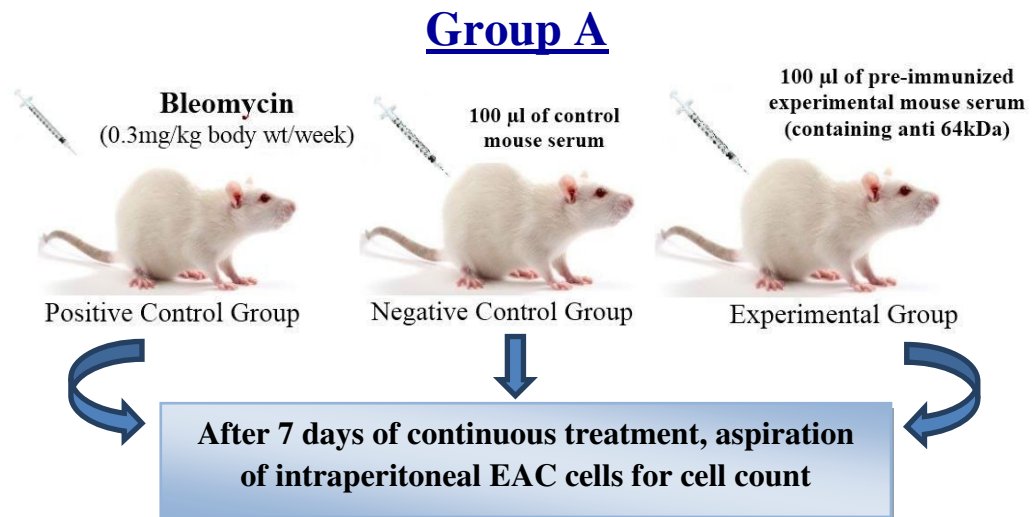 Group A
Bleomycin
(0.3mg/kg body wt/week)
100 µl of control
mouse serum
100 µl of pre-immunized
experimental mouse serum
(containing anti 64kDa)
Positive Control Group
Negative Control Group
Experimental Group
After 7 days of continuous treatment, aspiration
of intraperitoneal EAC cells for cell count